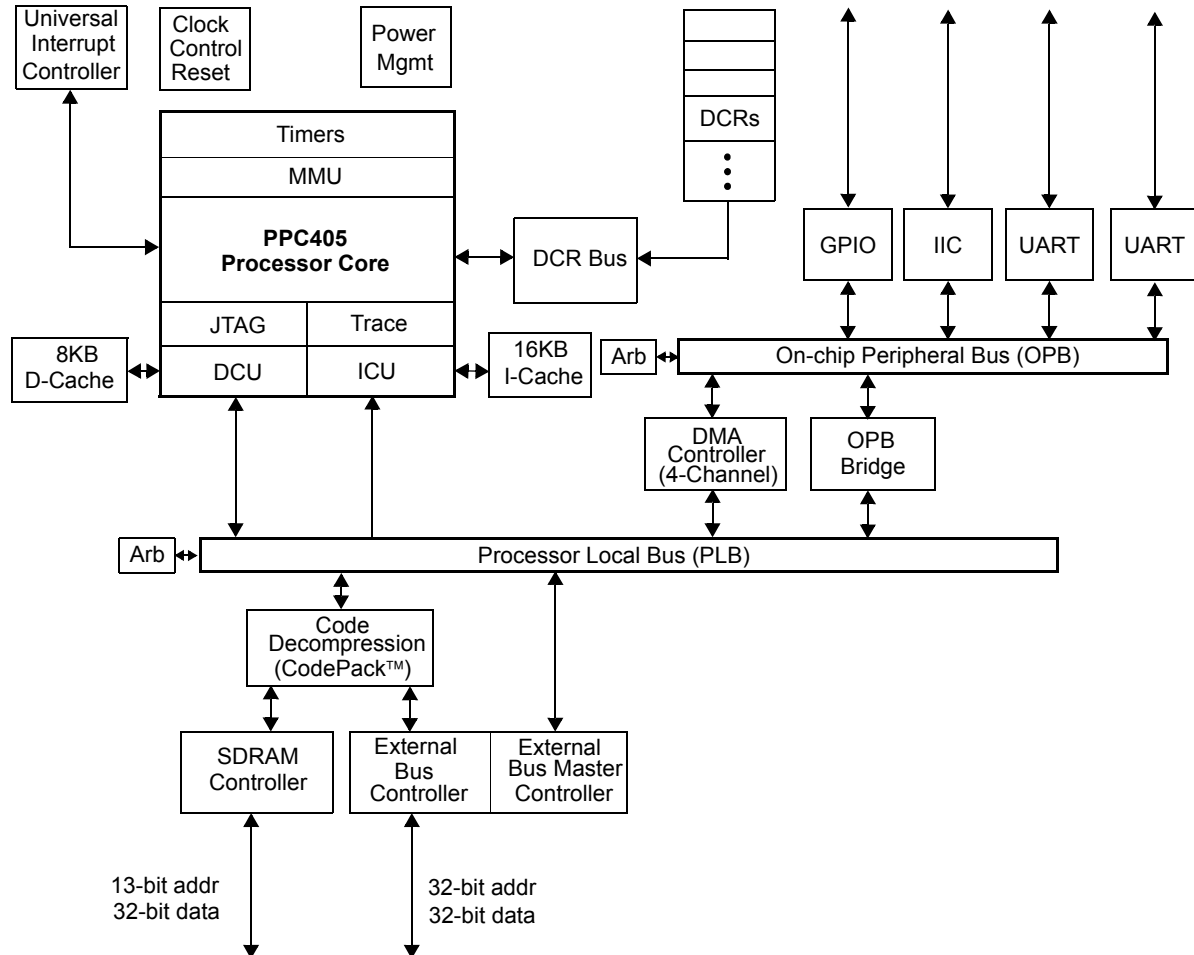 Universal
Interrupt
Controller
Clock
Control
Reset
Power
Mgmt
DCRs
Timers
MMU
PPC405
Processor Core
JTAG
Trace
DCU
ICU
8KB
D-Cache
16KB
I-Cache
DCR Bus
GPIO
IIC
UART
UART
Arb
On-chip Peripheral Bus (OPB)
DMA
Controller
(4-Channel)
OPB
Bridge
Arb
Processor Local Bus (PLB)
Code
Decompression
(CodePack™)
SDRAM
Controller
External
Bus
Controller
External
Bus Master
Controller
13-bit addr
32-bit data
32-bit addr
32-bit data